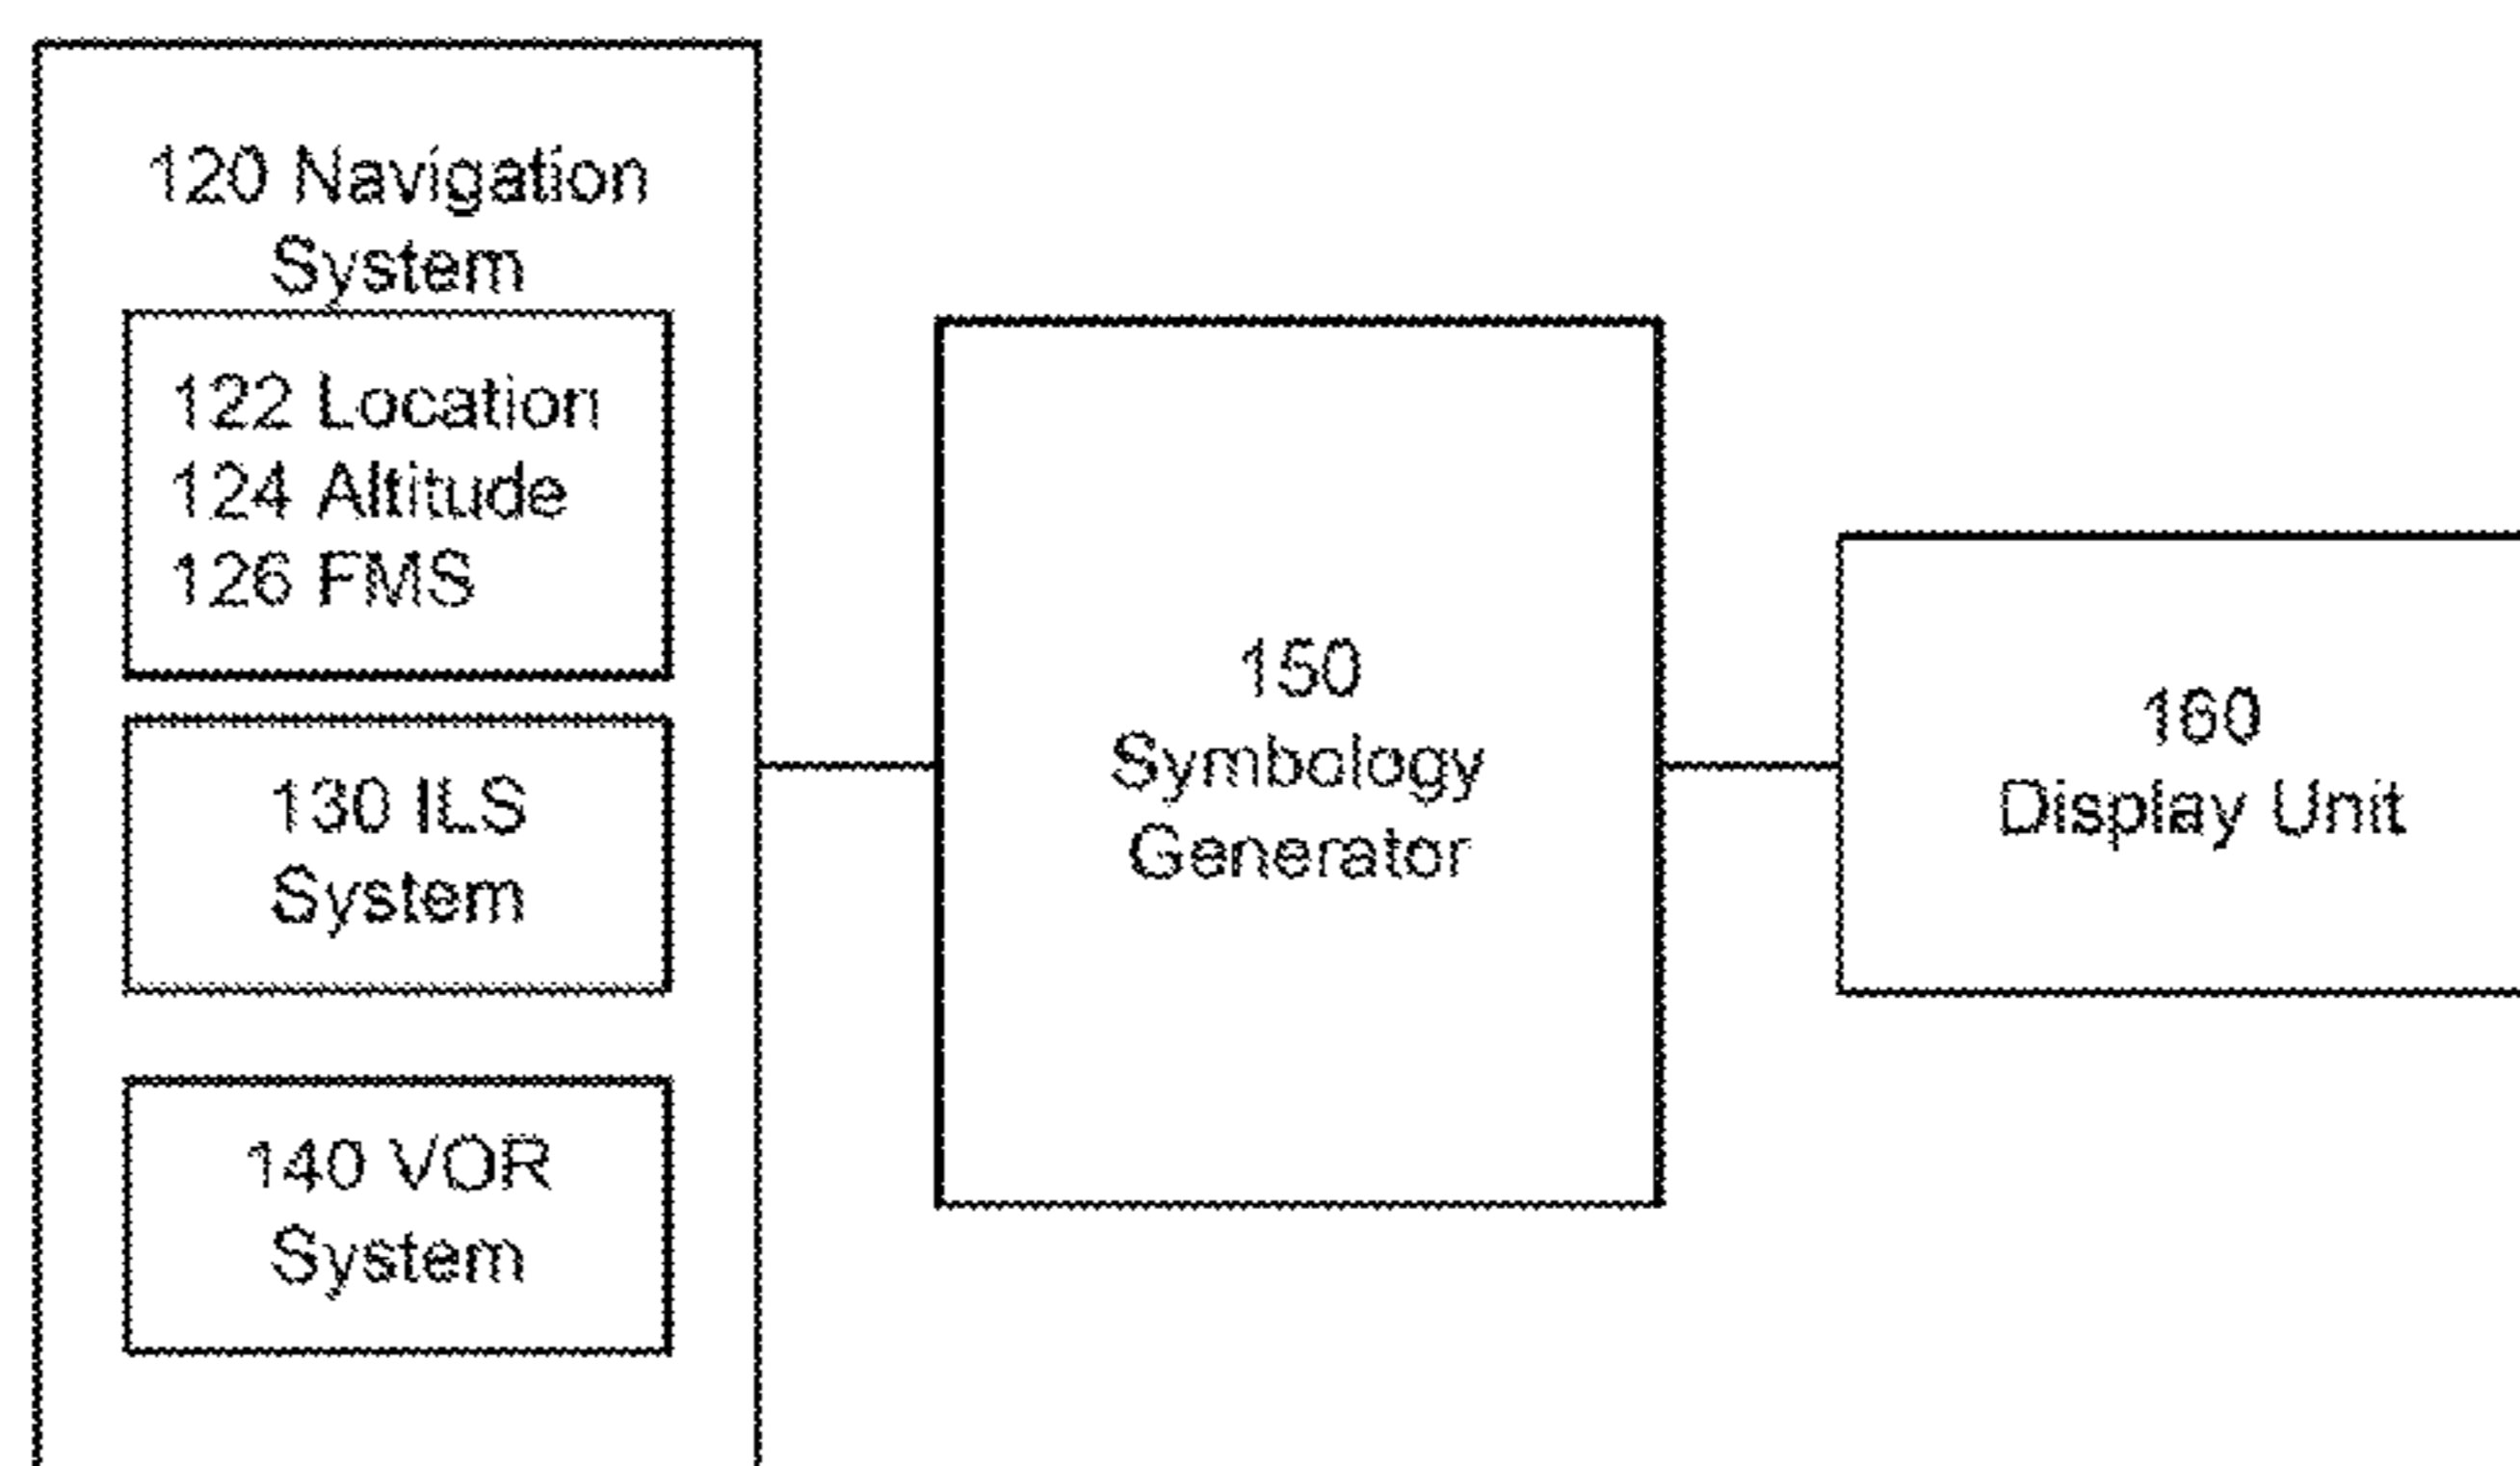 120 Navigation
System
122 Location
124 Altitude
126 FMS
130 ILS
System
140 VOR
System
150
Symbology
Generator
160
Display Unit